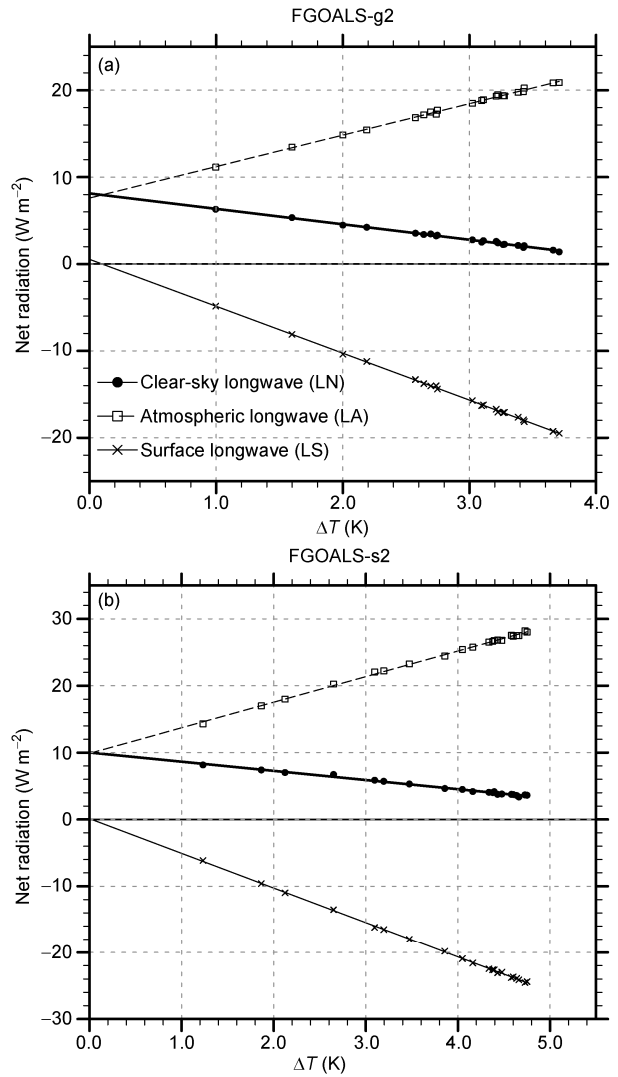 FGOALS-g2
(a)
20
10
0
−10
−20
Net radiation (W m−2)
Clear-sky longwave (LN)
Atmospheric longwave (LA)
Surface longwave (LS)
0.0 1.0 2.0 3.0 4.0
ΔT (K)
FGOALS-s2
(b)
30
20
10
0
−10
−20
−30
Net radiation (W m−2)
0.0 1.0 2.0 3.0 4.0 5.0
ΔT (K)